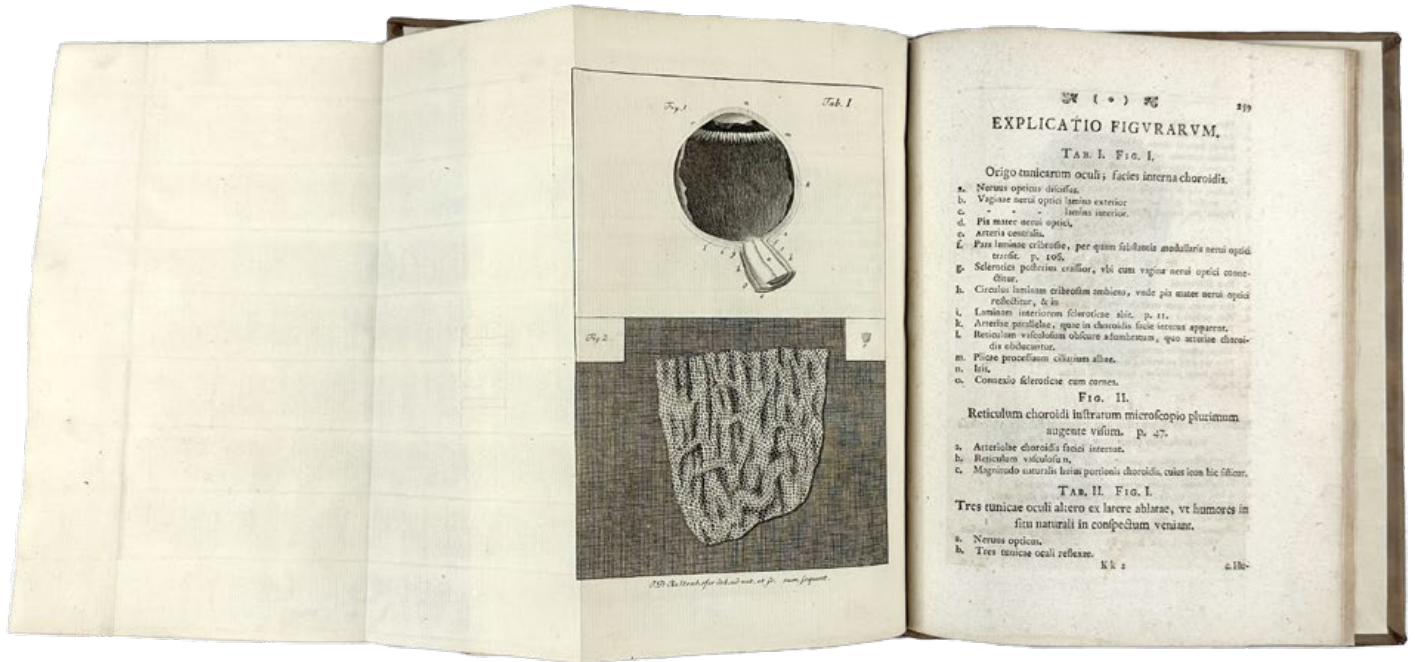 Fig. 1
Tab. I
Fig 2.
❦ ( o ) ❦ 259
EXPLICATIO FIGVRARVM.
TAB. I. FIG. I.
Origo tunicarum oculi; facies interna choroidis.
a. Neruus opticus discissus.
b. Vaginae nerui optici lamina exterior
c. - - - lamina interior.
d. Pia mater nerui optici.
e. Arteria centralis.
f. Pars laminae cribrosae, per quam substantia medullaris nerui optici
transit. p. 106.
g. Sclerotica posterius crassior, vbi cum vagina nerui optici conne-
ctitur.
h. Circulus laminam cribrosam ambiens, vnde pia mater nerui optici
reflectitur, & in
i. Laminam interiorem scleroticae abit. p. 11.
k. Arteriae parallelae, quae in choroidis facie interna apparent.
l. Reticulum vasculosum obscure adumbratum, quo arteriae choroi-
dis obducuntur.
m. Plicae processuum ciliarium albae.
n. Iris.
o. Connexio scleroticae cum cornea.
FIG. II.
Reticulum choroidi instratum microscopio plurimum
augente visum. p. 47.
a. Arteriolae choroidis faciei internae.
b. Reticulum vasculosum.
c. Magnitudo naturalis huius portionis choroidis, cuius icon hic sistitur.
TAB. II. FIG. I.
Tres tunicae oculi altero ex latere ablatae, vt humores in
situ naturali in conspectum veniant.
a. Neruus opticus.
b. Tres tunicae oculi reflexae.
K k 2